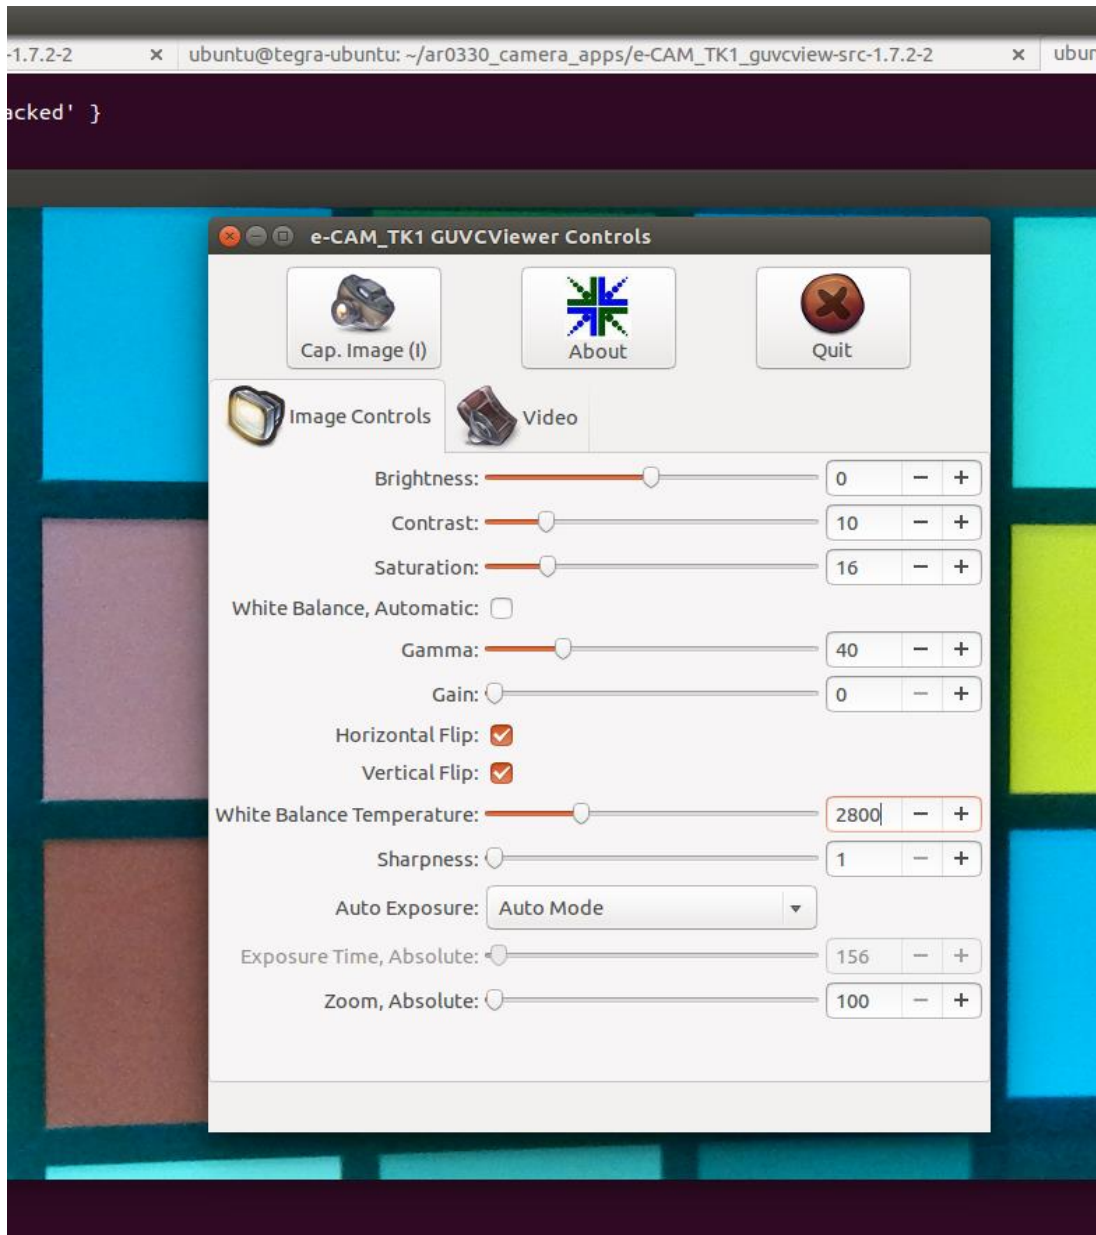 -1.7.2-2 × ubuntu@tegra-ubuntu: ~/ar0330_camera_apps/e-CAM_TK1_guvcview-src-1.7.2-2 × ubun
acked' }
e-CAM_TK1 GUVCViewer Controls
Cap. Image (I) About Quit
Image Controls Video
Brightness: 0 − +
Contrast: 10 − +
Saturation: 16 − +
White Balance, Automatic:
Gamma: 40 − +
Gain: 0 − +
Horizontal Flip:
Vertical Flip:
White Balance Temperature: 2800 − +
Sharpness: 1 − +
Auto Exposure: Auto Mode
Exposure Time, Absolute: 156 − +
Zoom, Absolute: 100 − +